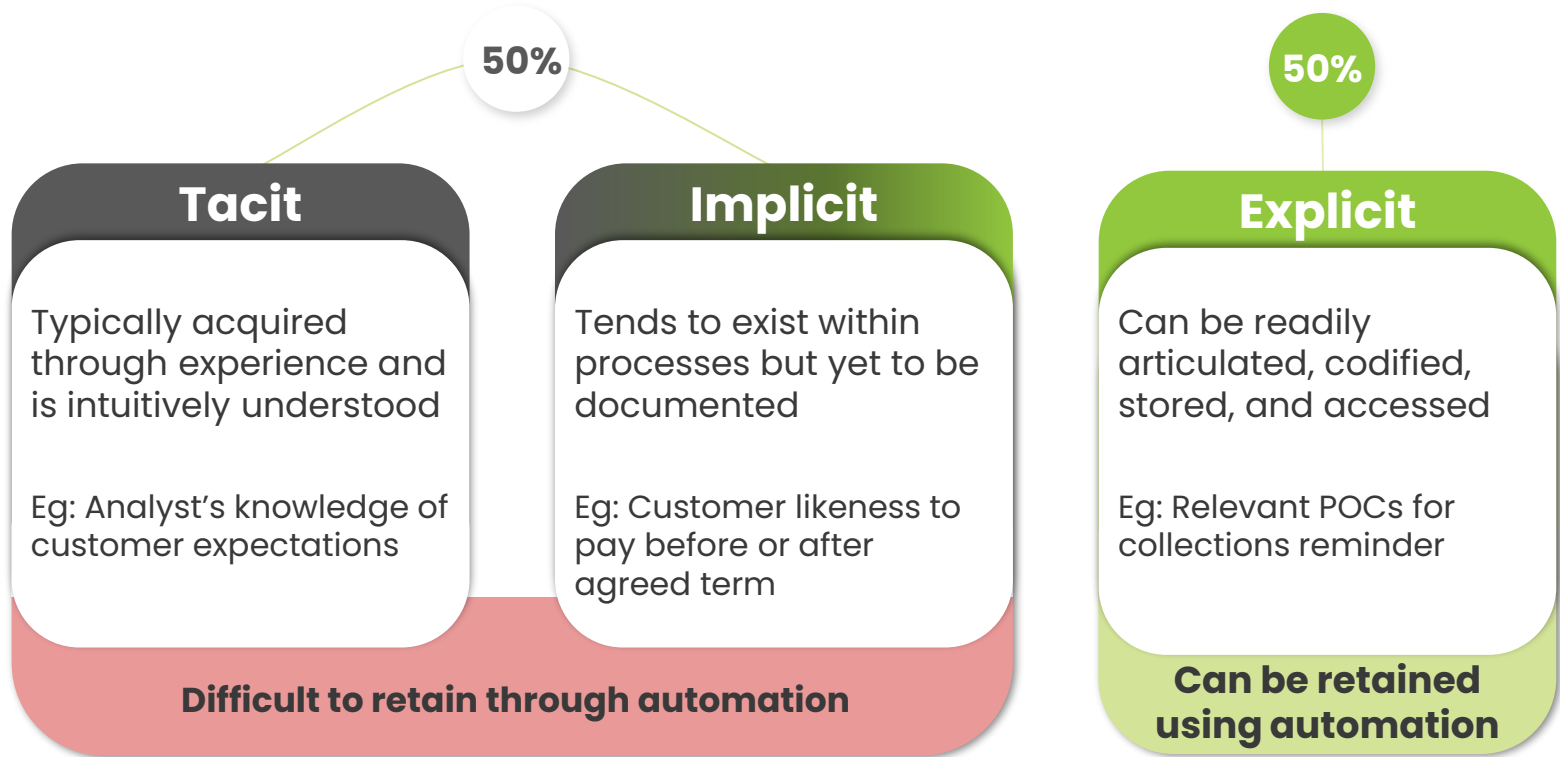 50%
50%
Tacit
Typically acquired
through experience and
is intuitively understood
Eg: Analyst’s knowledge of
customer expectations
Implicit
Tends to exist within
processes but yet to be
documented
Eg: Customer likeness to
pay before or after
agreed term
Difficult to retain through automation
Explicit
Can be readily
articulated, codified,
stored, and accessed
Eg: Relevant POCs for
collections reminder
Can be retained
using automation